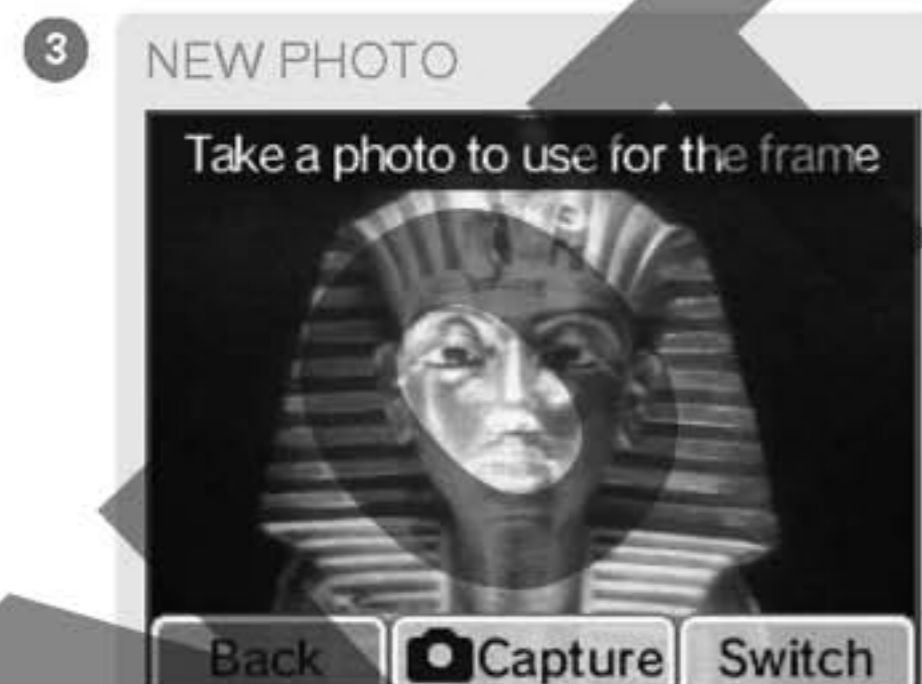 3
NEW PHOTO
Take a photo to use for the frame
Back
Capture
Switch